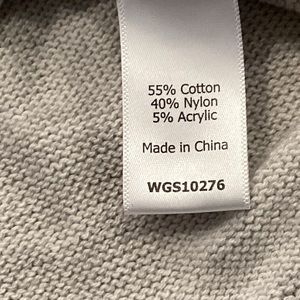 55% Cotton
40% Nylon
5% Acrylic
Made in China
WGS10276